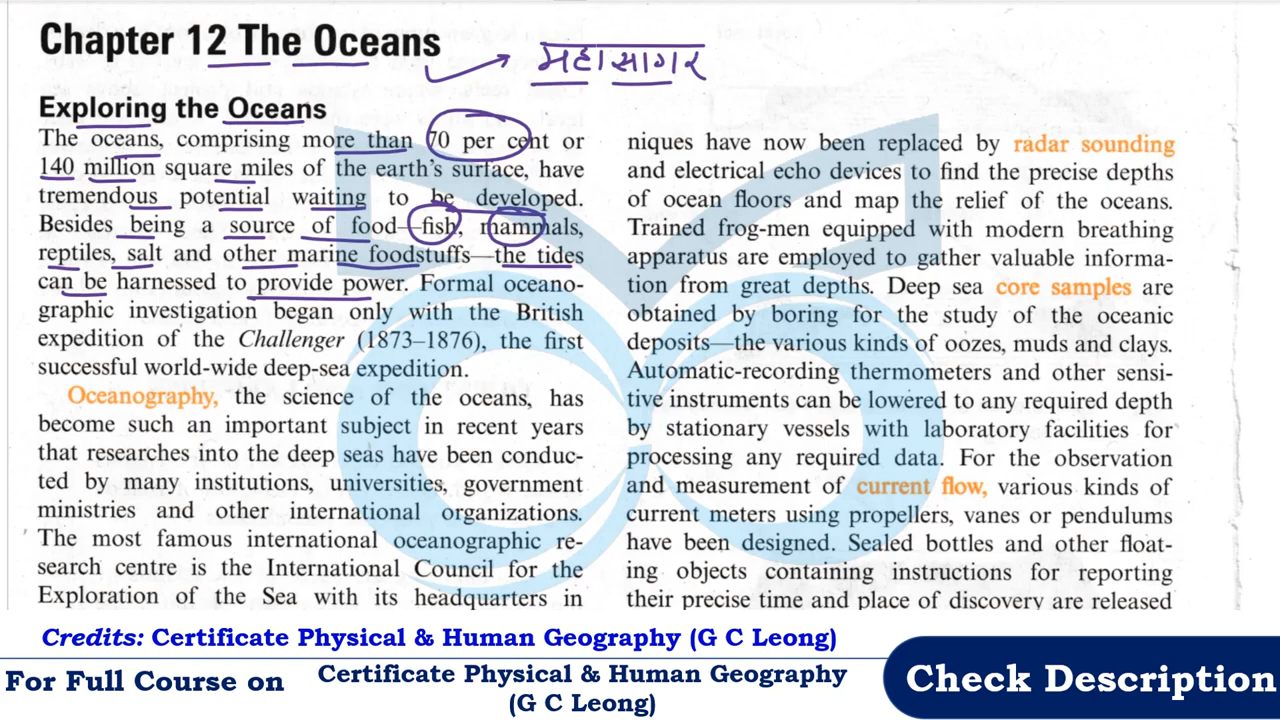 Chapter 12 The Oceans
महासागर
Exploring the Oceans
The oceans, comprising more than 70 per cent or
140 million square miles of the earth's surface, have
tremendous potential waiting to be developed.
Besides being a source of food—fish, mammals,
reptiles, salt and other marine foodstuffs—the tides
can be harnessed to provide power. Formal oceano-
graphic investigation began only with the British
expedition of the Challenger (1873–1876), the first
successful world-wide deep-sea expedition.
Oceanography, the science of the oceans, has
become such an important subject in recent years
that researches into the deep seas have been conduc-
ted by many institutions, universities, government
ministries and other international organizations.
The most famous international oceanographic re-
search centre is the International Council for the
Exploration of the Sea with its headquarters in
niques have now been replaced by radar sounding
and electrical echo devices to find the precise depths
of ocean floors and map the relief of the oceans.
Trained frog-men equipped with modern breathing
apparatus are employed to gather valuable informa-
tion from great depths. Deep sea core samples are
obtained by boring for the study of the oceanic
deposits—the various kinds of oozes, muds and clays.
Automatic-recording thermometers and other sensi-
tive instruments can be lowered to any required depth
by stationary vessels with laboratory facilities for
processing any required data. For the observation
and measurement of current flow, various kinds of
current meters using propellers, vanes or pendulums
have been designed. Sealed bottles and other float-
ing objects containing instructions for reporting
their precise time and place of discovery are released
Credits: Certificate Physical & Human Geography (G C Leong)
For Full Course on
Certificate Physical & Human Geography
(G C Leong)
Check Description